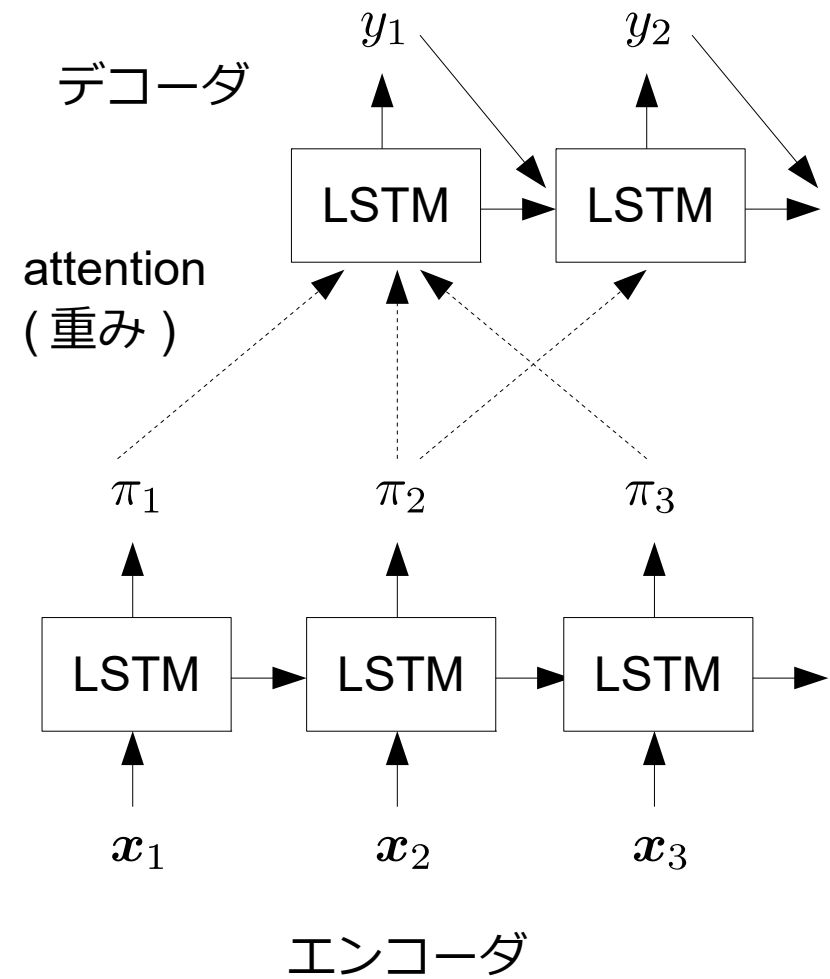 y₁ y₂
デコーダ
LSTM LSTM
attention
( 重み )
π₁ π₂ π₃
LSTM LSTM LSTM
x₁ x₂ x₃
エンコーダ